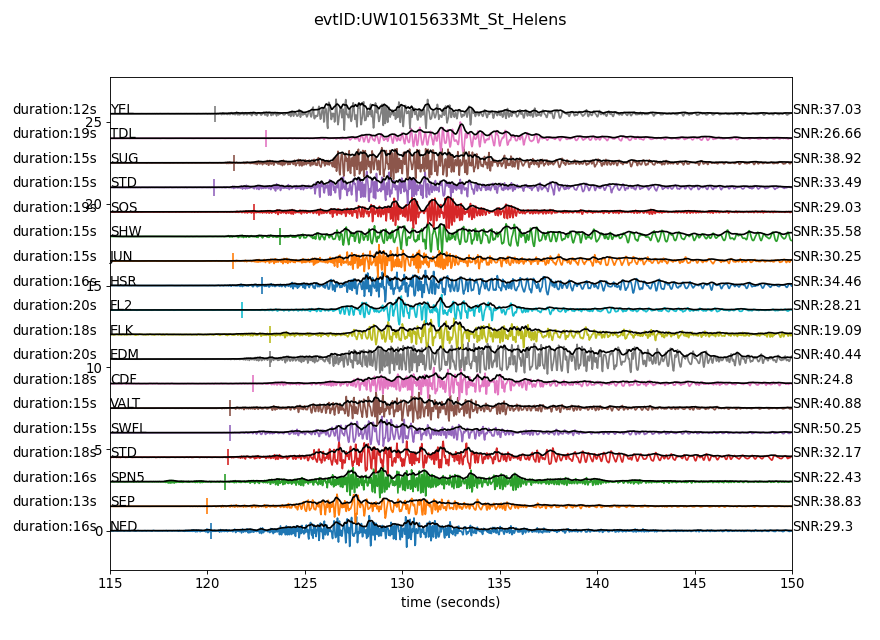 evtID:UW1015633Mt_St_Helens
duration:12s YEL SNR:37.03
25
duration:19s TDL SNR:26.66
duration:15s SUG SNR:38.92
duration:15s STD SNR:33.49
20
duration:19s SOS SNR:29.03
duration:15s SHW SNR:35.58
duration:15s JUN SNR:30.25
duration:16s HSR SNR:34.46
15
duration:20s FL2 SNR:28.21
duration:18s ELK SNR:19.09
duration:20s EDM SNR:40.44
10
duration:18s CDF SNR:24.8
duration:15s VALT SNR:40.88
duration:15s SWFL SNR:50.25
5
duration:18s STD SNR:32.17
duration:16s SPN5 SNR:22.43
duration:13s SEP SNR:38.83
duration:16s NED SNR:29.3
0
115 120 125 130 135 140 145 150
time (seconds)